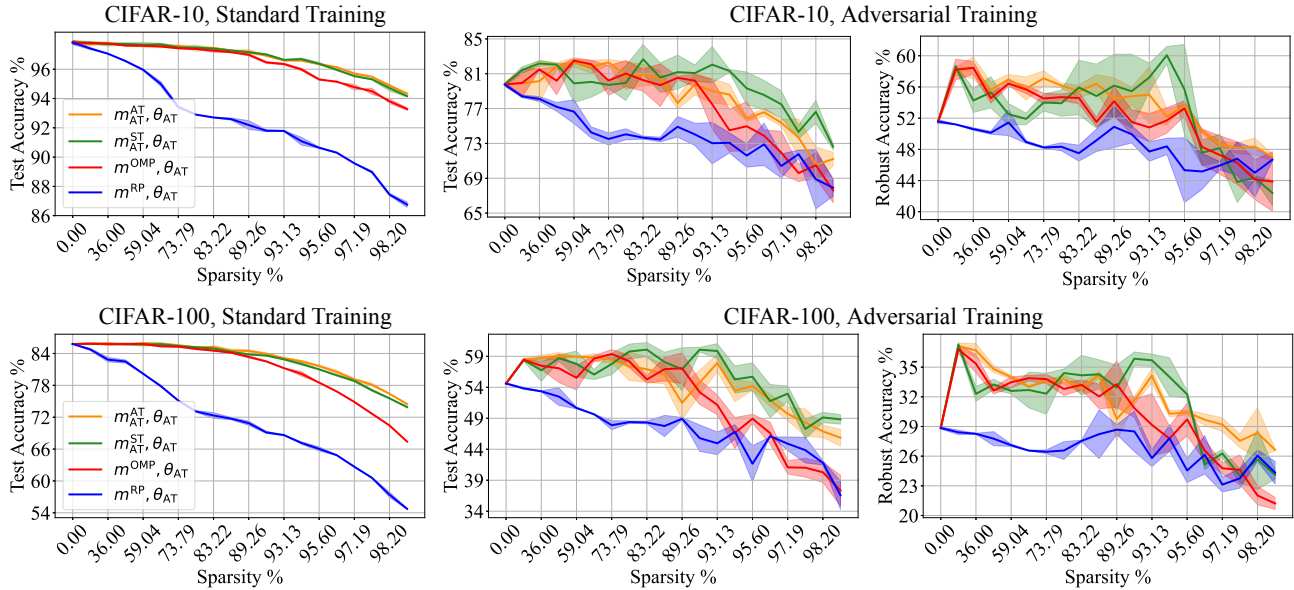 CIFAR-10, Standard Training
CIFAR-10, Adversarial Training
Test Accuracy %
96
94
92
90
88
86
m_AT^AT, θ_AT
m_AT^ST, θ_AT
m^OMP, θ_AT
m^RP, θ_AT
0.00 36.00 59.04 73.79 83.22 89.26 93.13 95.60 97.19 98.20
Sparsity %
Test Accuracy %
85
81
77
73
69
65
0.00 36.00 59.04 73.79 83.22 89.26 93.13 95.60 97.19 98.20
Sparsity %
Robust Accuracy %
60
56
52
48
44
40
0.00 36.00 59.04 73.79 83.22 89.26 93.13 95.60 97.19 98.20
Sparsity %
CIFAR-100, Standard Training
CIFAR-100, Adversarial Training
Test Accuracy %
84
78
72
66
60
54
m_AT^AT, θ_AT
m_AT^ST, θ_AT
m^OMP, θ_AT
m^RP, θ_AT
0.00 36.00 59.04 73.79 83.22 89.26 93.13 95.60 97.19 98.20
Sparsity %
Test Accuracy %
59
54
49
44
39
34
0.00 36.00 59.04 73.79 83.22 89.26 93.13 95.60 97.19 98.20
Sparsity %
Robust Accuracy %
35
32
29
26
23
20
0.00 36.00 59.04 73.79 83.22 89.26 93.13 95.60 97.19 98.20
Sparsity %